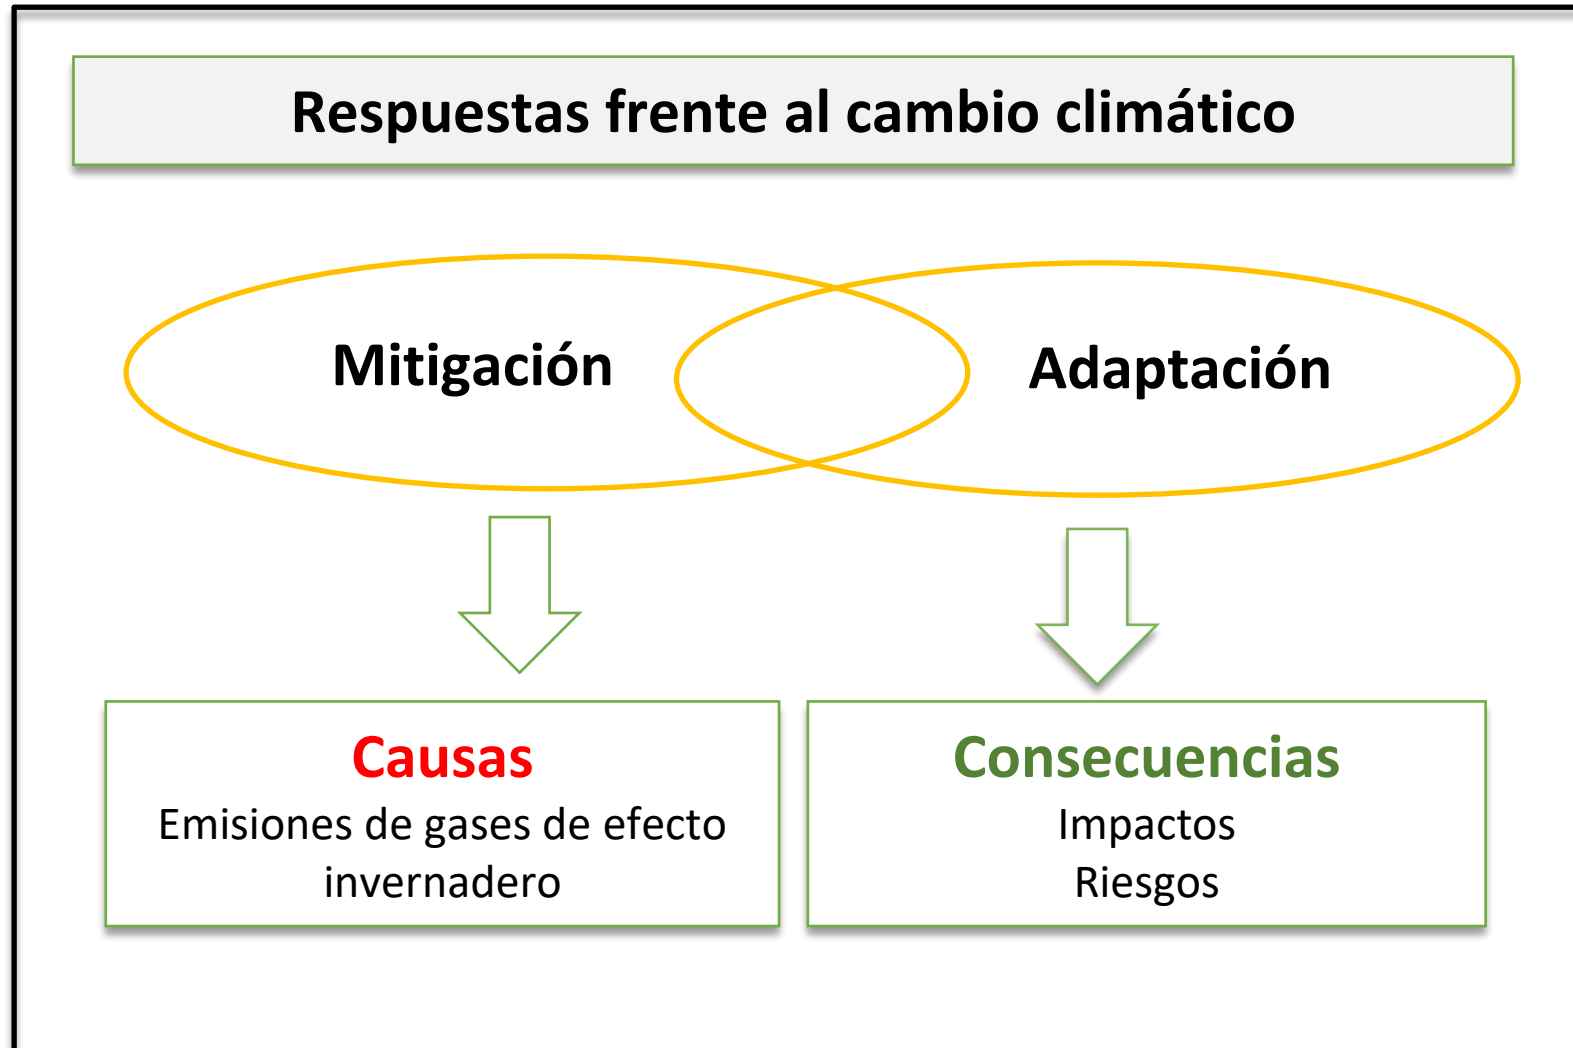 Respuestas frente al cambio climático
Mitigación
Adaptación
Causas
Emisiones de gases de efecto
invernadero
Consecuencias
Impactos
Riesgos